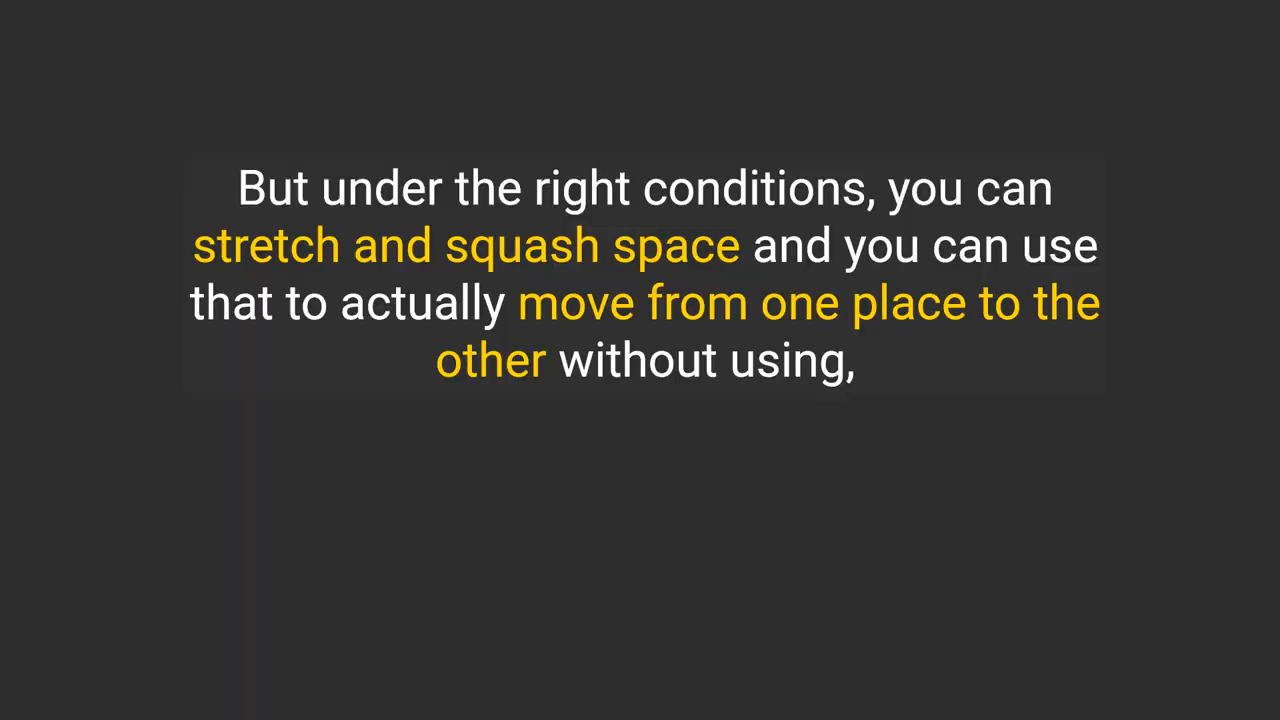 But under the right conditions, you can
stretch and squash space and you can use
that to actually move from one place to the
other without using,